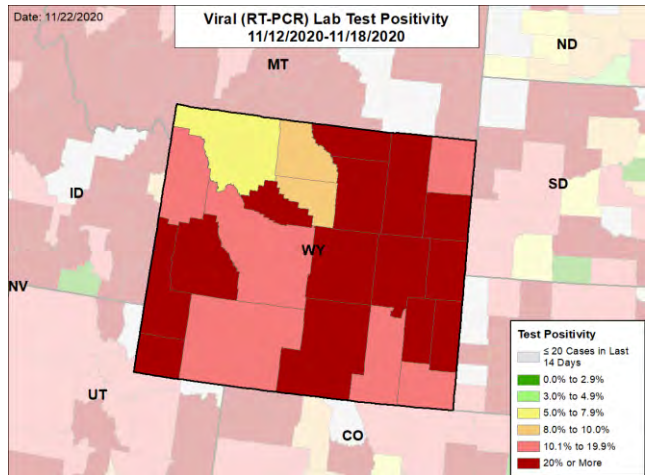 Date: 11/22/2020
Viral (RT-PCR) Lab Test Positivity
11/12/2020-11/18/2020
MT
ND
ID
SD
WY
NV
UT
CO
Test Positivity
≤ 20 Cases in Last
14 Days
0.0% to 2.9%
3.0% to 4.9%
5.0% to 7.9%
8.0% to 10.0%
10.1% to 19.9%
20% or More